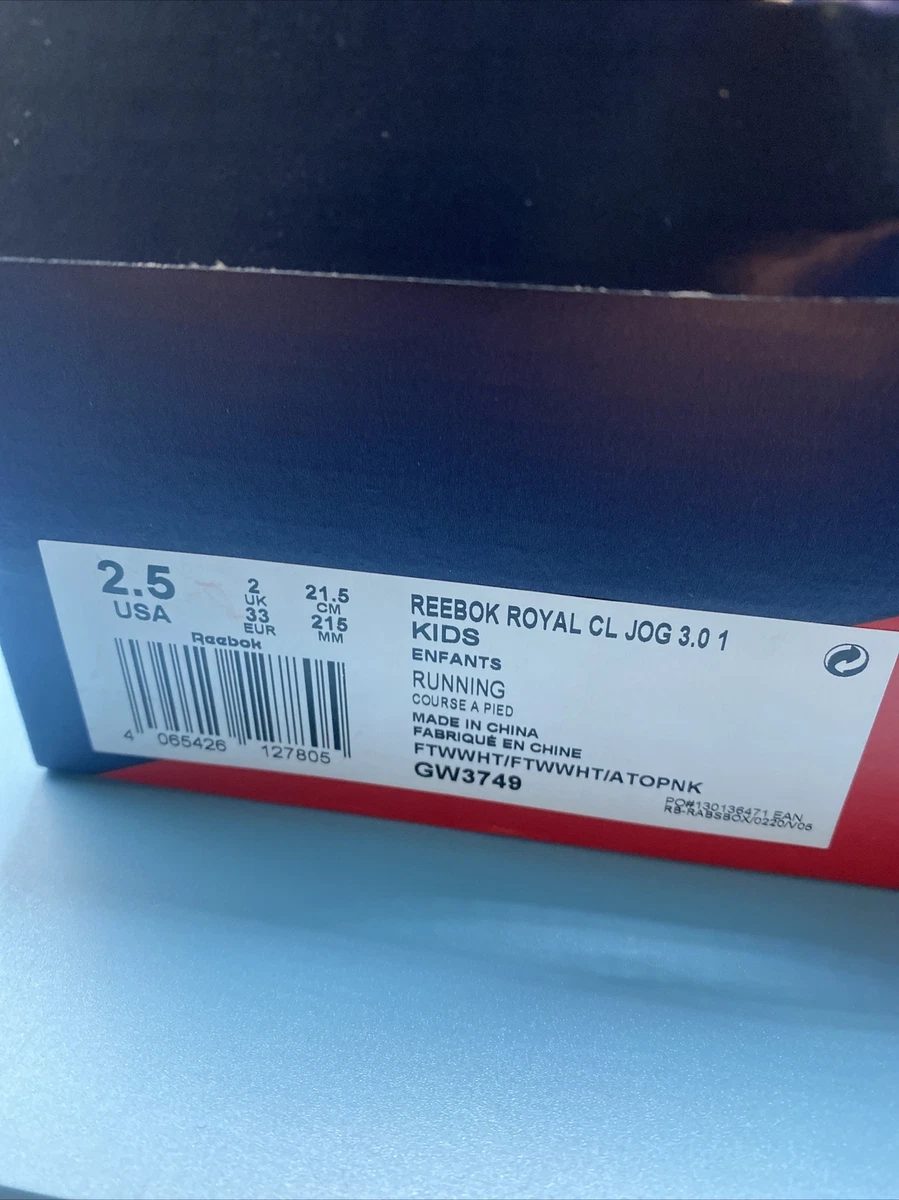 2.5
USA
2
UK
33
EUR
21.5
CM
215
MM
Reebok
4 065426 127805
REEBOK ROYAL CL JOG 3.0 1
KIDS
ENFANTS
RUNNING
COURSE A PIED
MADE IN CHINA
FABRIQUÉ EN CHINE
FTWWHT/FTWWHT/ATOPNK
GW3749
PO#130136471 EAN
RB-RABSBOX/0220/V05